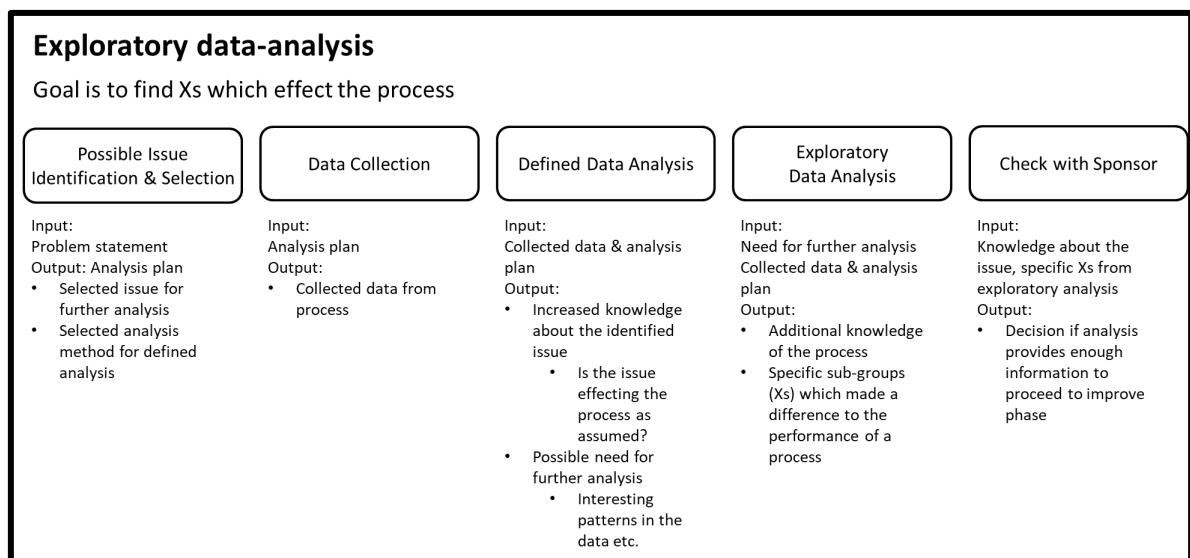 Exploratory data-analysis
Goal is to find Xs which effect the process
Possible Issue
Identification & Selection
Input:
Problem statement
Output: Analysis plan
• Selected issue for
further analysis
• Selected analysis
method for defined
analysis
Data Collection
Input:
Analysis plan
Output:
• Collected data from
process
Defined Data Analysis
Input:
Collected data & analysis
plan
Output:
• Increased knowledge
about the identified
issue
• Is the issue
effecting the
process as
assumed?
• Possible need for
further analysis
• Interesting
patterns in the
data etc.
Exploratory
Data Analysis
Input:
Need for further analysis
Collected data & analysis
plan
Output:
• Additional knowledge
of the process
• Specific sub-groups
(Xs) which made a
difference to the
performance of a
process
Check with Sponsor
Input:
Knowledge about the
issue, specific Xs from
exploratory analysis
Output:
• Decision if analysis
provides enough
information to
proceed to improve
phase